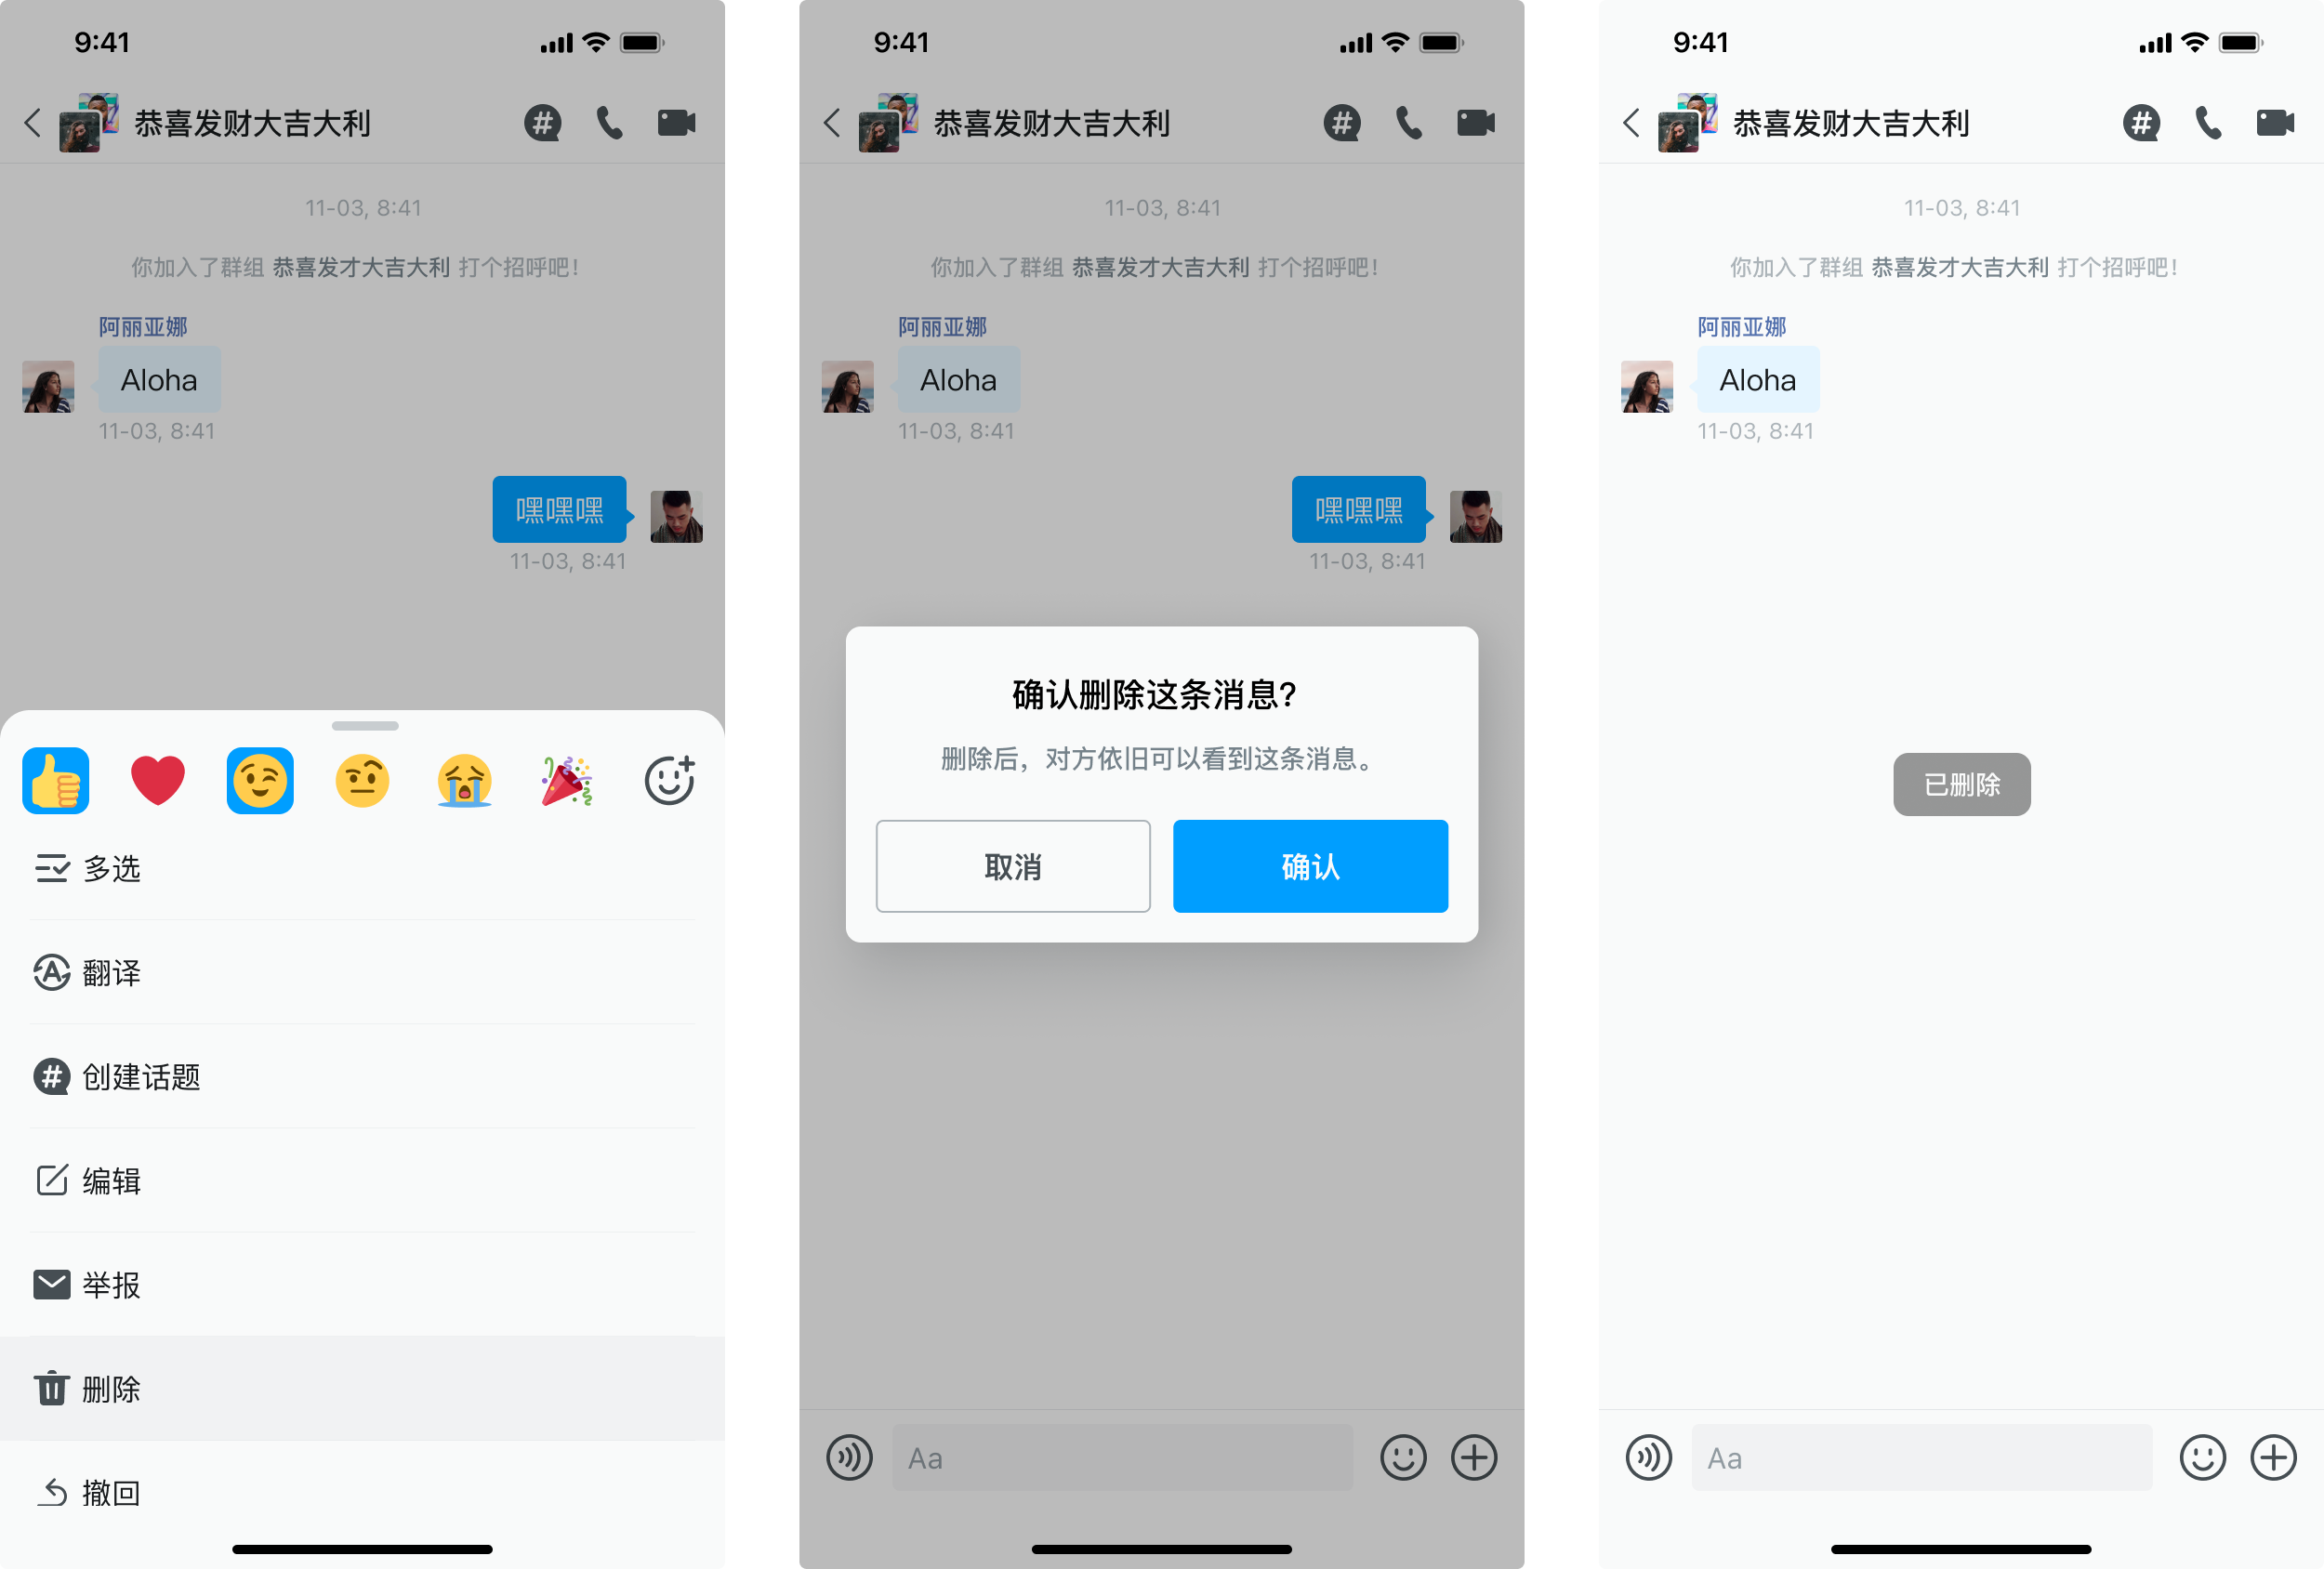 9:41
恭喜发财大吉大利
11-03, 8:41
你加入了群组 恭喜发才大吉大利 打个招呼吧！
阿丽亚娜
Aloha
11-03, 8:41
嘿嘿嘿
11-03, 8:41
多选
翻译
创建话题
编辑
举报
删除
撤回
9:41
恭喜发财大吉大利
11-03, 8:41
你加入了群组 恭喜发才大吉大利 打个招呼吧！
阿丽亚娜
Aloha
11-03, 8:41
嘿嘿嘿
11-03, 8:41
确认删除这条消息？
删除后，对方依旧可以看到这条消息。
取消
确认
Aa
9:41
恭喜发财大吉大利
11-03, 8:41
你加入了群组 恭喜发才大吉大利 打个招呼吧！
阿丽亚娜
Aloha
11-03, 8:41
已删除
Aa